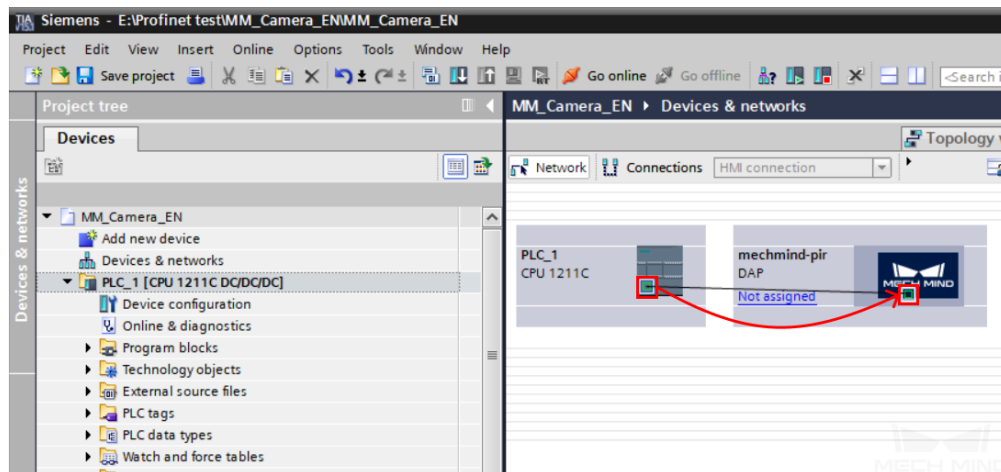 Siemens - E:\Profinet test\MM_Camera_EN\MM_Camera_EN
Project Edit View Insert Online Options Tools Window Help
Save project Go online Go offline <Search i
Project tree
MM_Camera_EN ▸ Devices & networks
Devices
Topology
Network Connections HMI connection
Devices & networks
MM_Camera_EN
Add new device
Devices & networks
PLC_1 [CPU 1211C DC/DC/DC]
Device configuration
Online & diagnostics
Program blocks
Technology objects
External source files
PLC tags
PLC data types
Watch and force tables
PLC_1
CPU 1211C
mechmind-pir
DAP
Not assigned
MECH MIND
MECH MIND